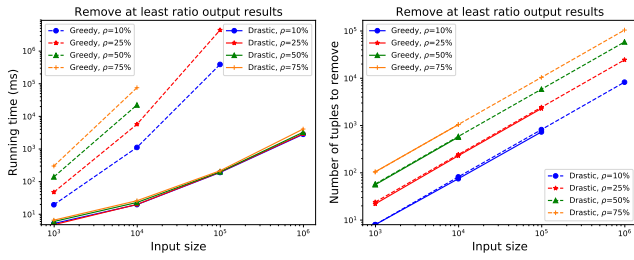 Remove at least ratio output results
Running time (ms)
10⁶
10⁵
10⁴
10³
10²
10¹
Greedy, ρ=10%
Greedy, ρ=25%
Greedy, ρ=50%
Greedy, ρ=75%
Drastic, ρ=10%
Drastic, ρ=25%
Drastic, ρ=50%
Drastic, ρ=75%
10³ 10⁴ 10⁵ 10⁶
Input size
Remove at least ratio output results
Number of tuples to remove
10⁵
10⁴
10³
10²
10¹
Greedy, ρ=10%
Greedy, ρ=25%
Greedy, ρ=50%
Greedy, ρ=75%
Drastic, ρ=10%
Drastic, ρ=25%
Drastic, ρ=50%
Drastic, ρ=75%
10³ 10⁴ 10⁵ 10⁶
Input size